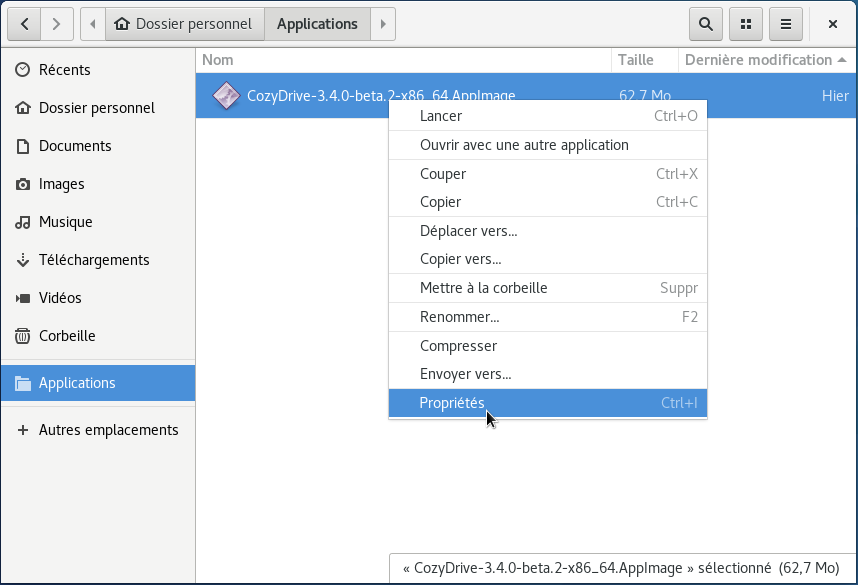 Dossier personnel Applications
Nom Taille Dernière modification
Récents
Dossier personnel
Documents
Images
Musique
Téléchargements
Vidéos
Corbeille
Applications
Autres emplacements
CozyDrive-3.4.0-beta.2-x86_64.AppImage 62,7 Mo Hier
Lancer Ctrl+O
Ouvrir avec une autre application
Couper Ctrl+X
Copier Ctrl+C
Déplacer vers...
Copier vers...
Mettre à la corbeille Suppr
Renommer... F2
Compresser
Envoyer vers...
Propriétés Ctrl+I
« CozyDrive-3.4.0-beta.2-x86_64.AppImage » sélectionné (62,7 Mo)